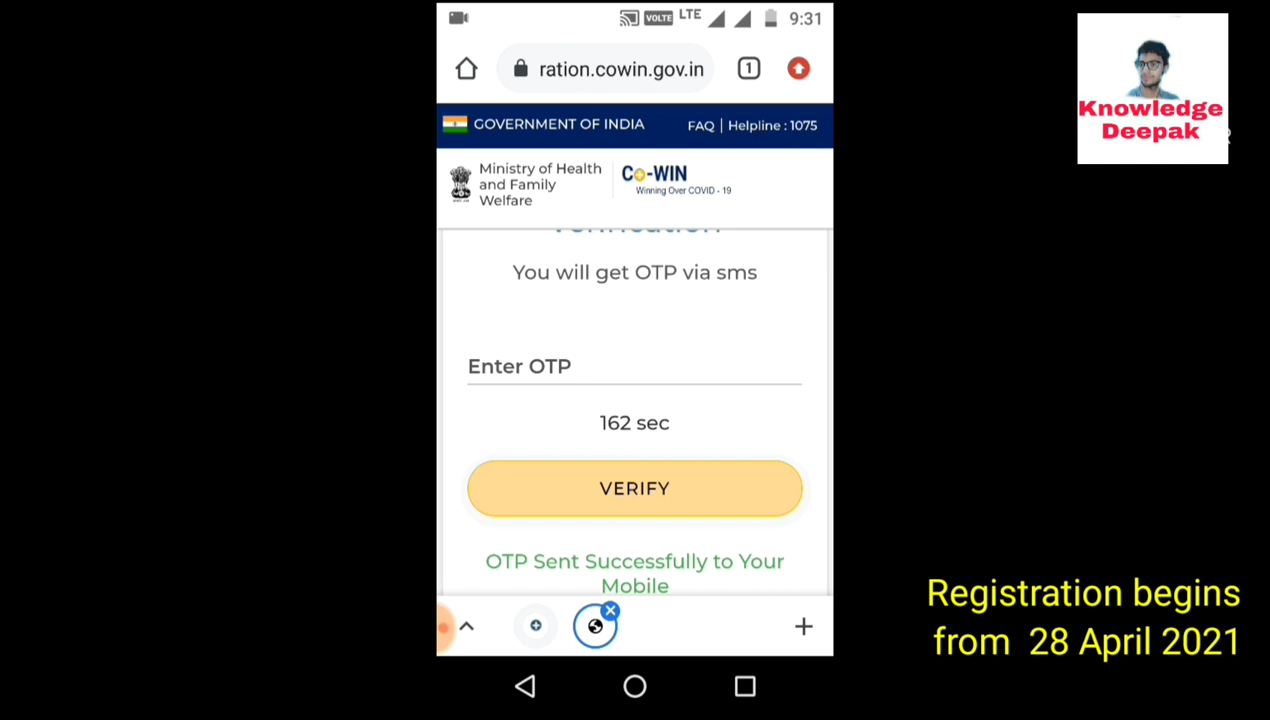 VOLTE LTE 9:31
ration.cowin.gov.in 1
Knowledge
Deepak
GOVERNMENT OF INDIA FAQ | Helpline : 1075
Ministry of Health
and Family
Welfare
Co-WIN
Winning Over COVID - 19
Verification
You will get OTP via sms
Enter OTP
162 sec
VERIFY
OTP Sent Successfully to Your
Mobile
Registration begins
from 28 April 2021